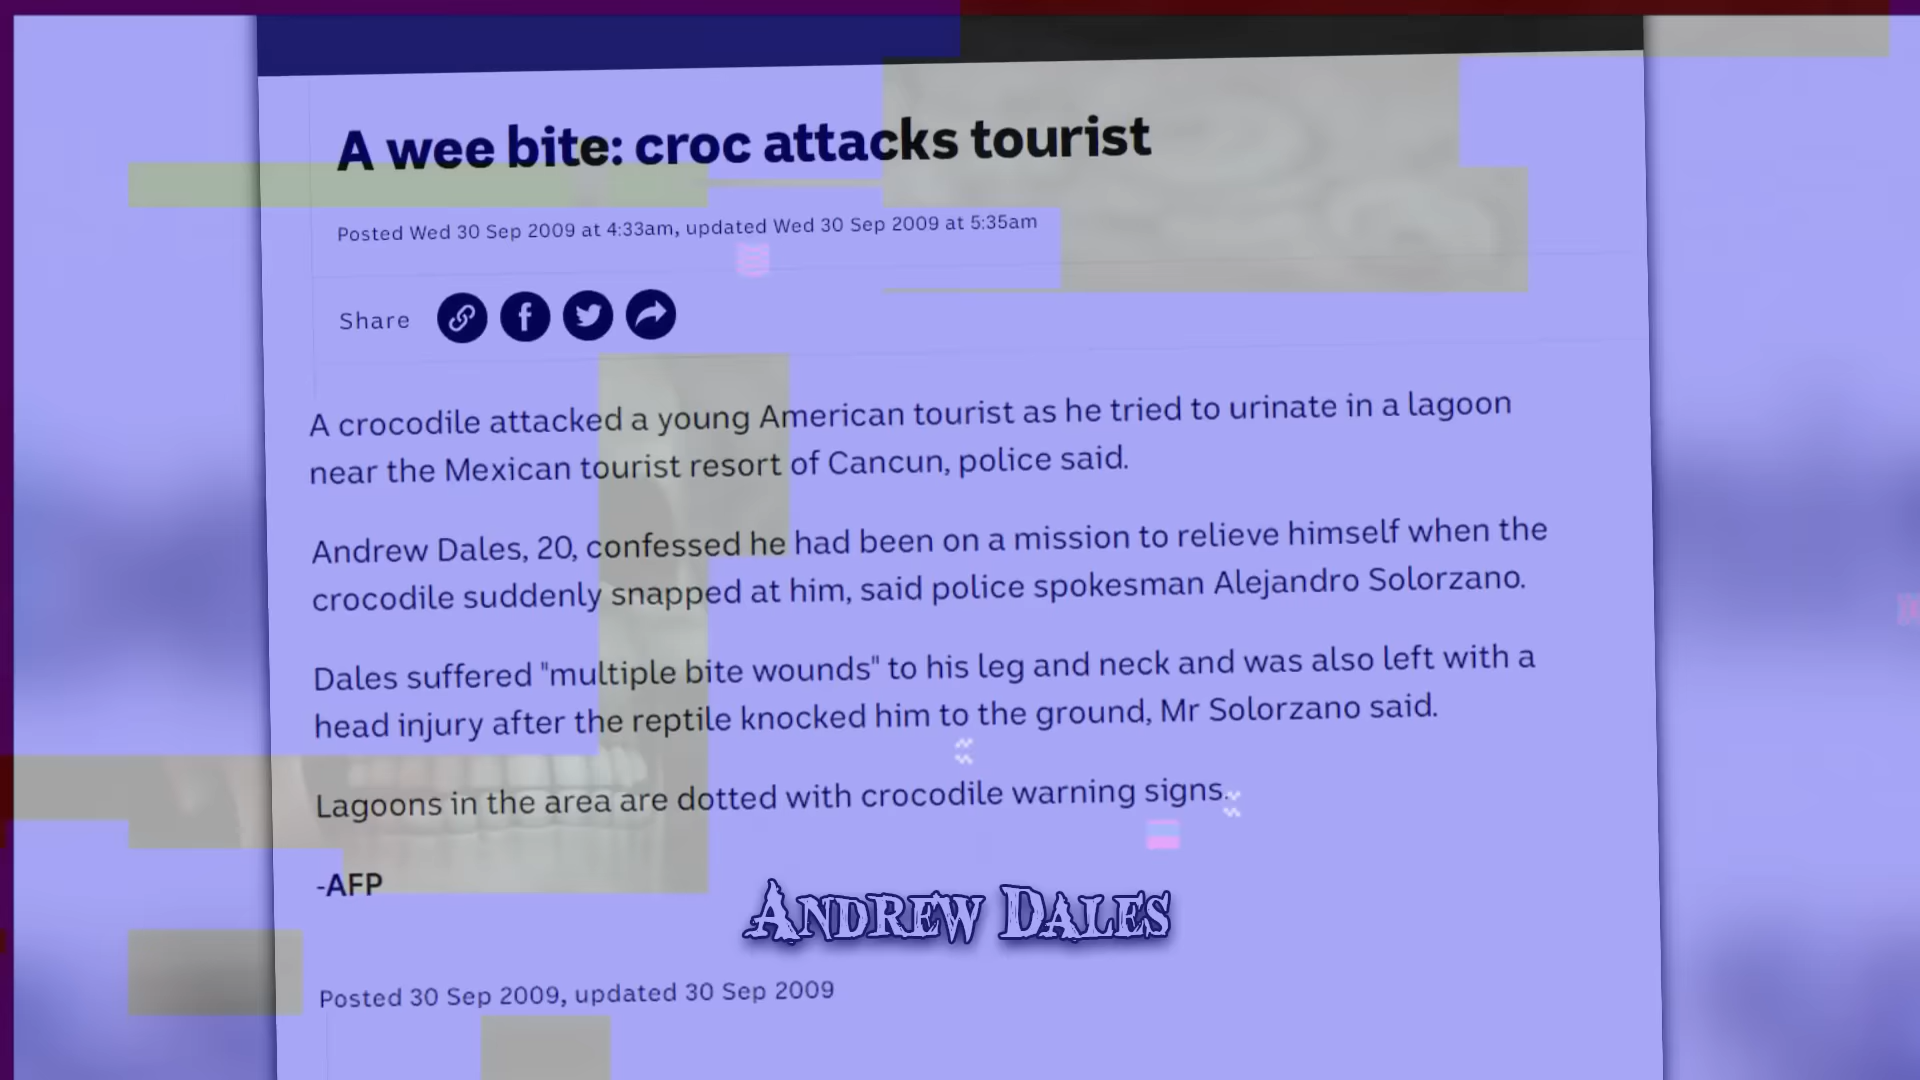 A wee bite: croc attacks tourist
Posted Wed 30 Sep 2009 at 4:33am, updated Wed 30 Sep 2009 at 5:35am
Share
A crocodile attacked a young American tourist as he tried to urinate in a lagoon
near the Mexican tourist resort of Cancun, police said.
Andrew Dales, 20, confessed he had been on a mission to relieve himself when the
crocodile suddenly snapped at him, said police spokesman Alejandro Solorzano.
Dales suffered "multiple bite wounds" to his leg and neck and was also left with a
head injury after the reptile knocked him to the ground, Mr Solorzano said.
Lagoons in the area are dotted with crocodile warning signs.
-AFP
Andrew Dales
Posted 30 Sep 2009, updated 30 Sep 2009